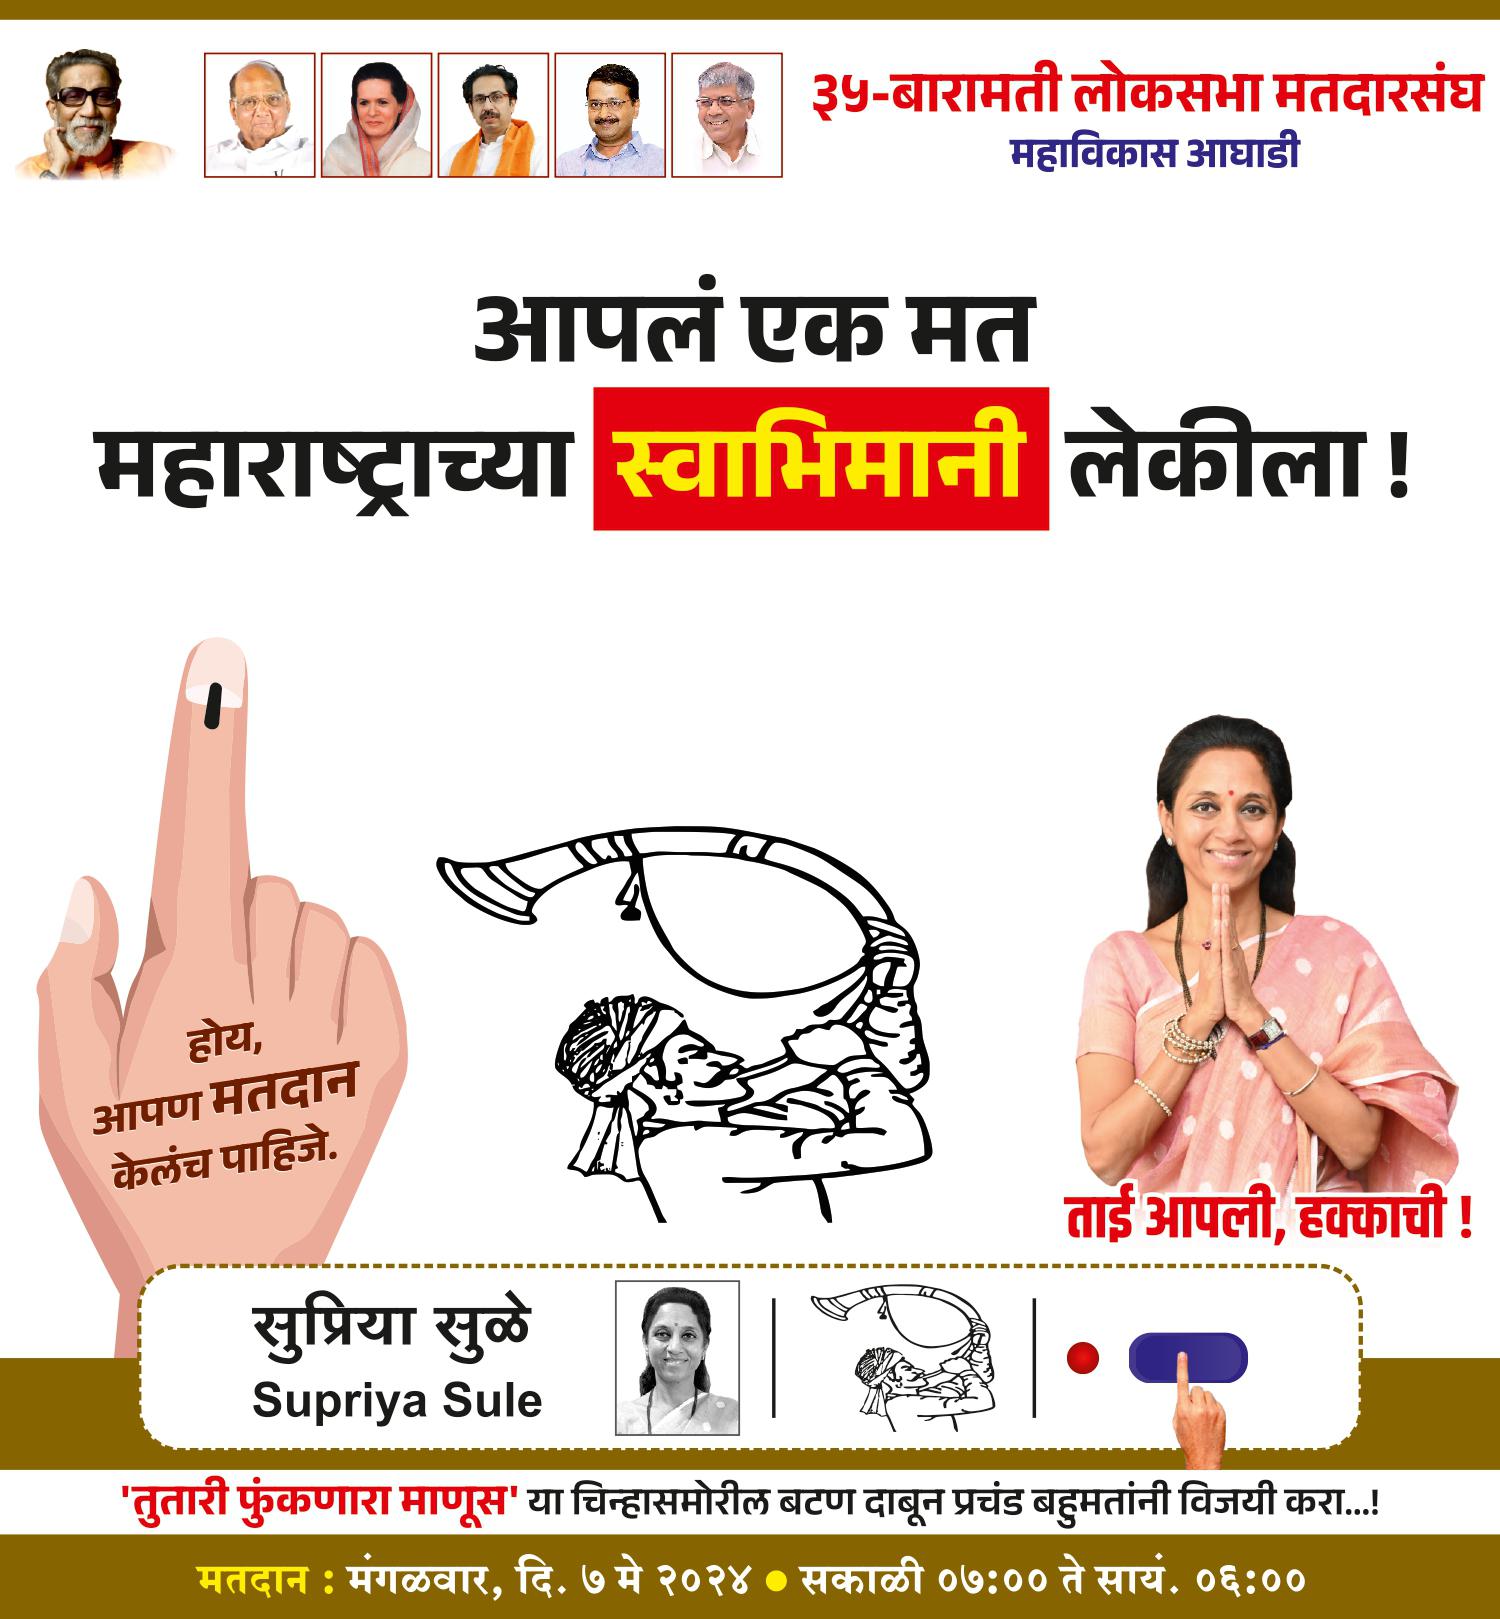 ३५-बारामती लोकसभा मतदारसंघ
महाविकास आघाडी
आपलं एक मत
महाराष्ट्राच्या स्वाभिमानी लेकीला !
होय,
आपण मतदान
केलंच पाहिजे.
ताई आपली, हक्काची !
सुप्रिया सुळे
Supriya Sule
'तुतारी फुंकणारा माणूस' या चिन्हासमोरील बटण दाबून प्रचंड बहुमतांनी विजयी करा...!
मतदान : मंगळवार, दि. ७ मे २०२४ ● सकाळी ०७:०० ते सायं. ०६:००